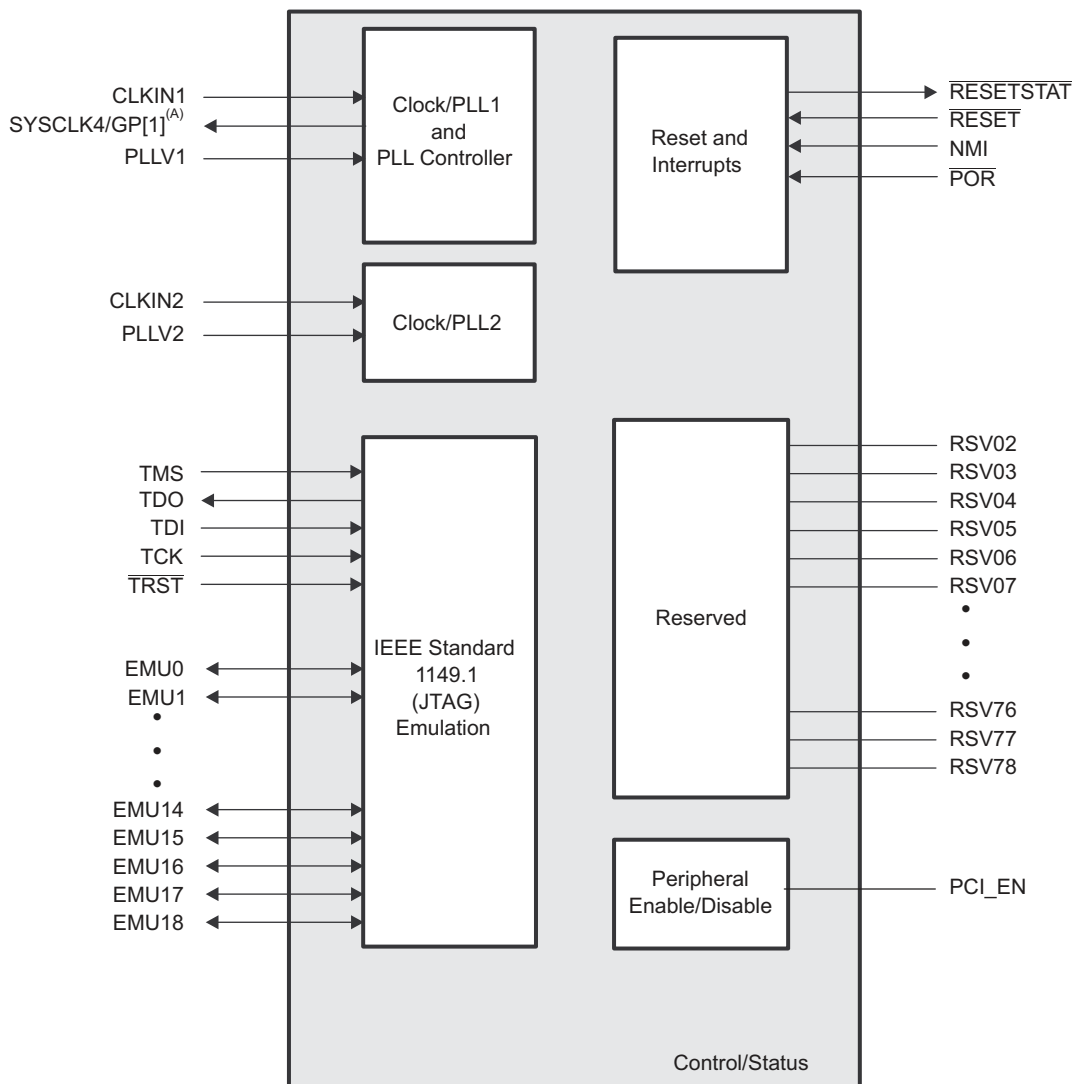 CLKIN1
SYSCLK4/GP[1](A)
PLLV1
Clock/PLL1
and
PLL Controller
Reset and
Interrupts
RESETSTAT
RESET
NMI
POR
CLKIN2
PLLV2
Clock/PLL2
TMS
TDO
TDI
TCK
TRST
EMU0
EMU1
•
•
•
EMU14
EMU15
EMU16
EMU17
EMU18
IEEE Standard
1149.1
(JTAG)
Emulation
Reserved
RSV02
RSV03
RSV04
RSV05
RSV06
RSV07
•
•
•
RSV76
RSV77
RSV78
Peripheral
Enable/Disable
PCI_EN
Control/Status